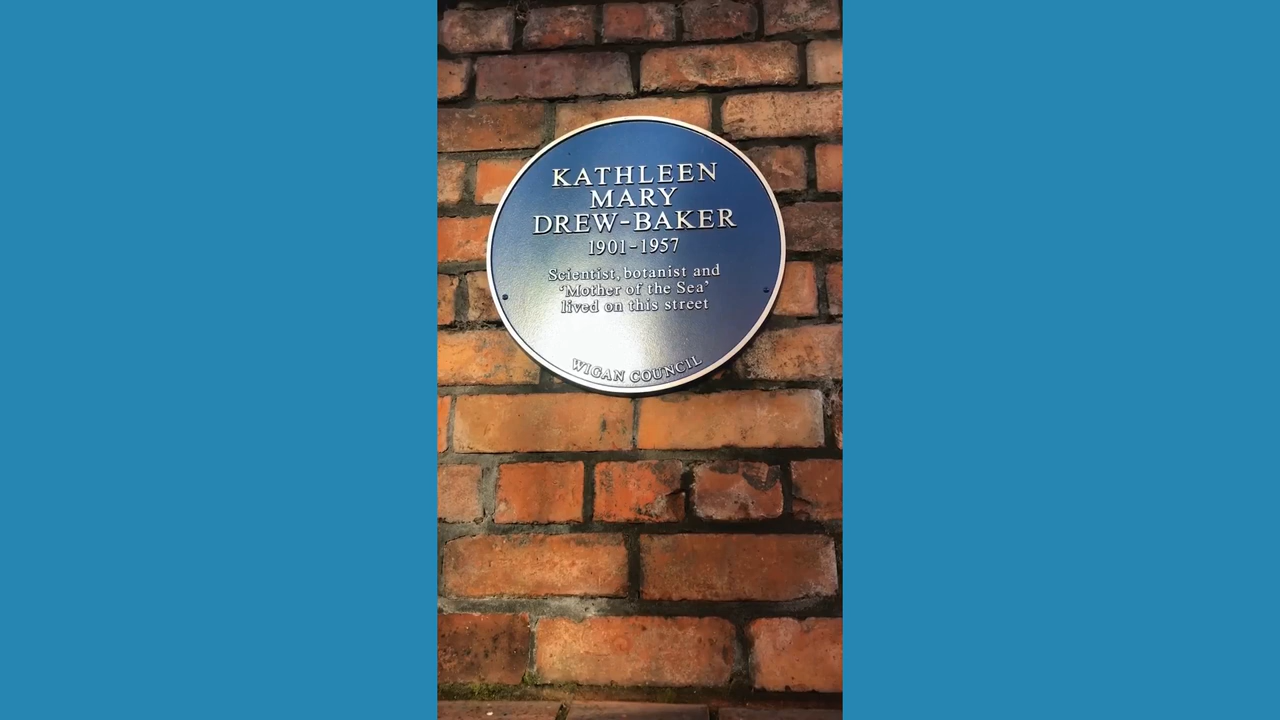 KATHLEEN
MARY
DREW-BAKER
1901-1957
Scientist, botanist and
'Mother of the Sea'
lived on this street
WIGAN COUNCIL